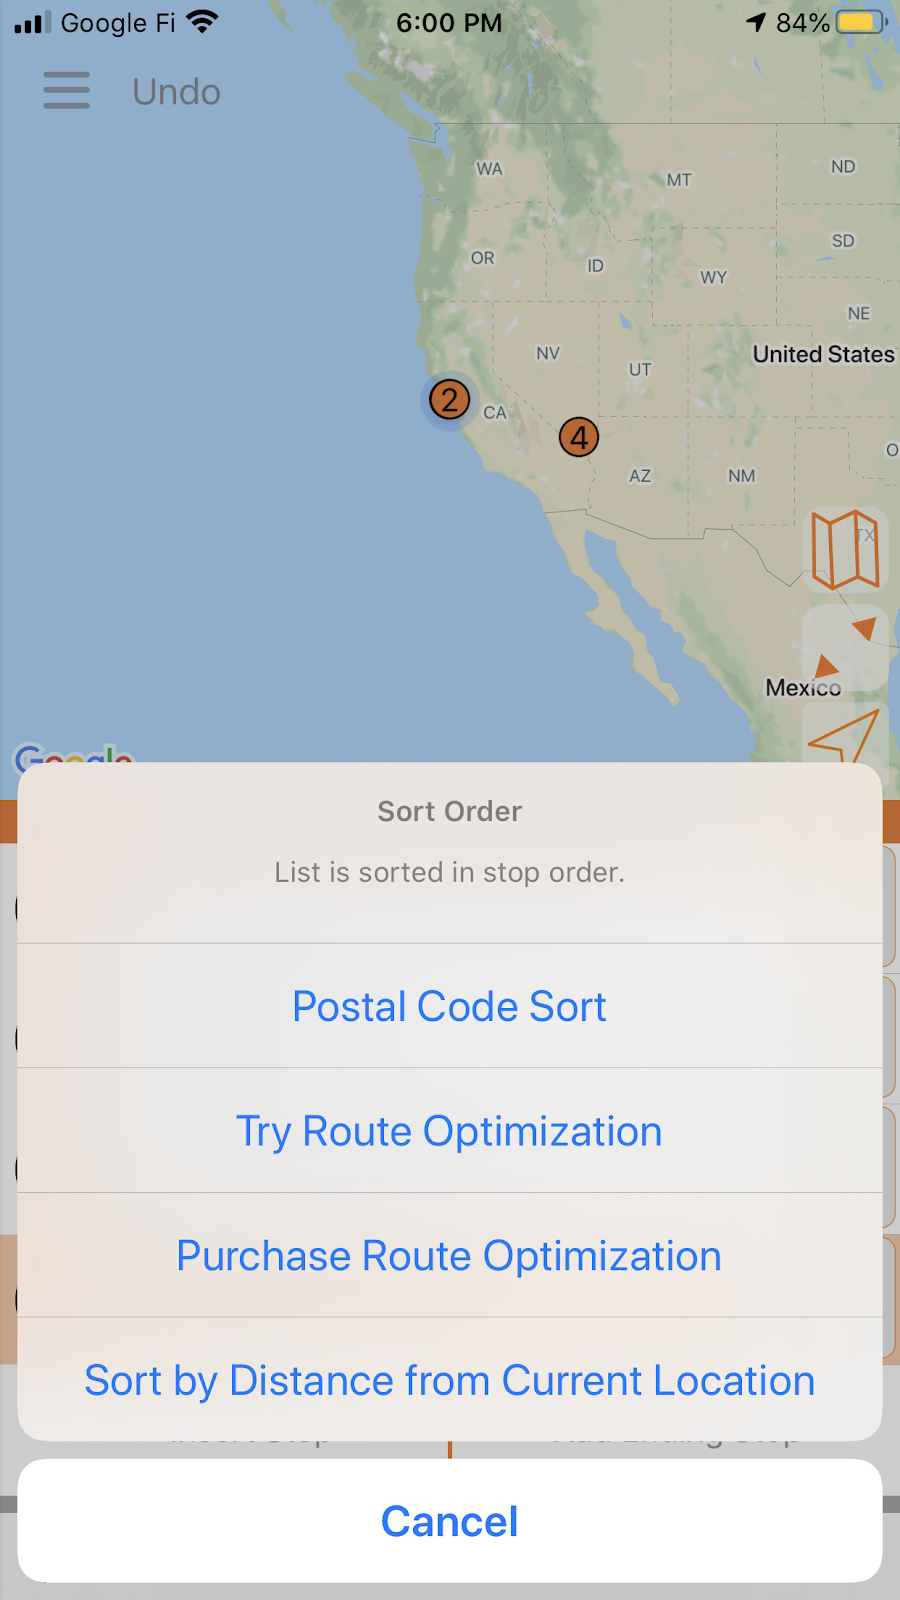 Google Fi 6:00 PM 84%
Undo
WA
MT
ND
SD
OR
ID
WY
NE
NV
UT
United States
2
CA
4
AZ
NM
TX
Mexico
Google
Sort Order
List is sorted in stop order.
Postal Code Sort
Try Route Optimization
Purchase Route Optimization
Sort by Distance from Current Location
Cancel